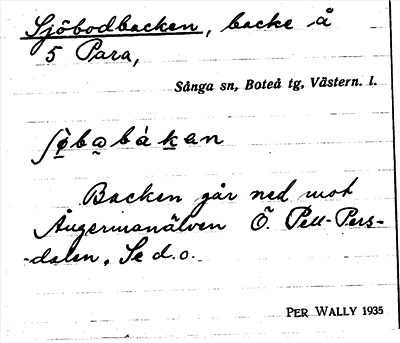 Sjöbodbacken, backe å
5 Para,
Sånga sn, Boteå tg, Västern. l.
Backen går ned mot
Ångermanälven Ö. Pell-Pers-
-dalen. Se d.o.
PER WALLY 1935